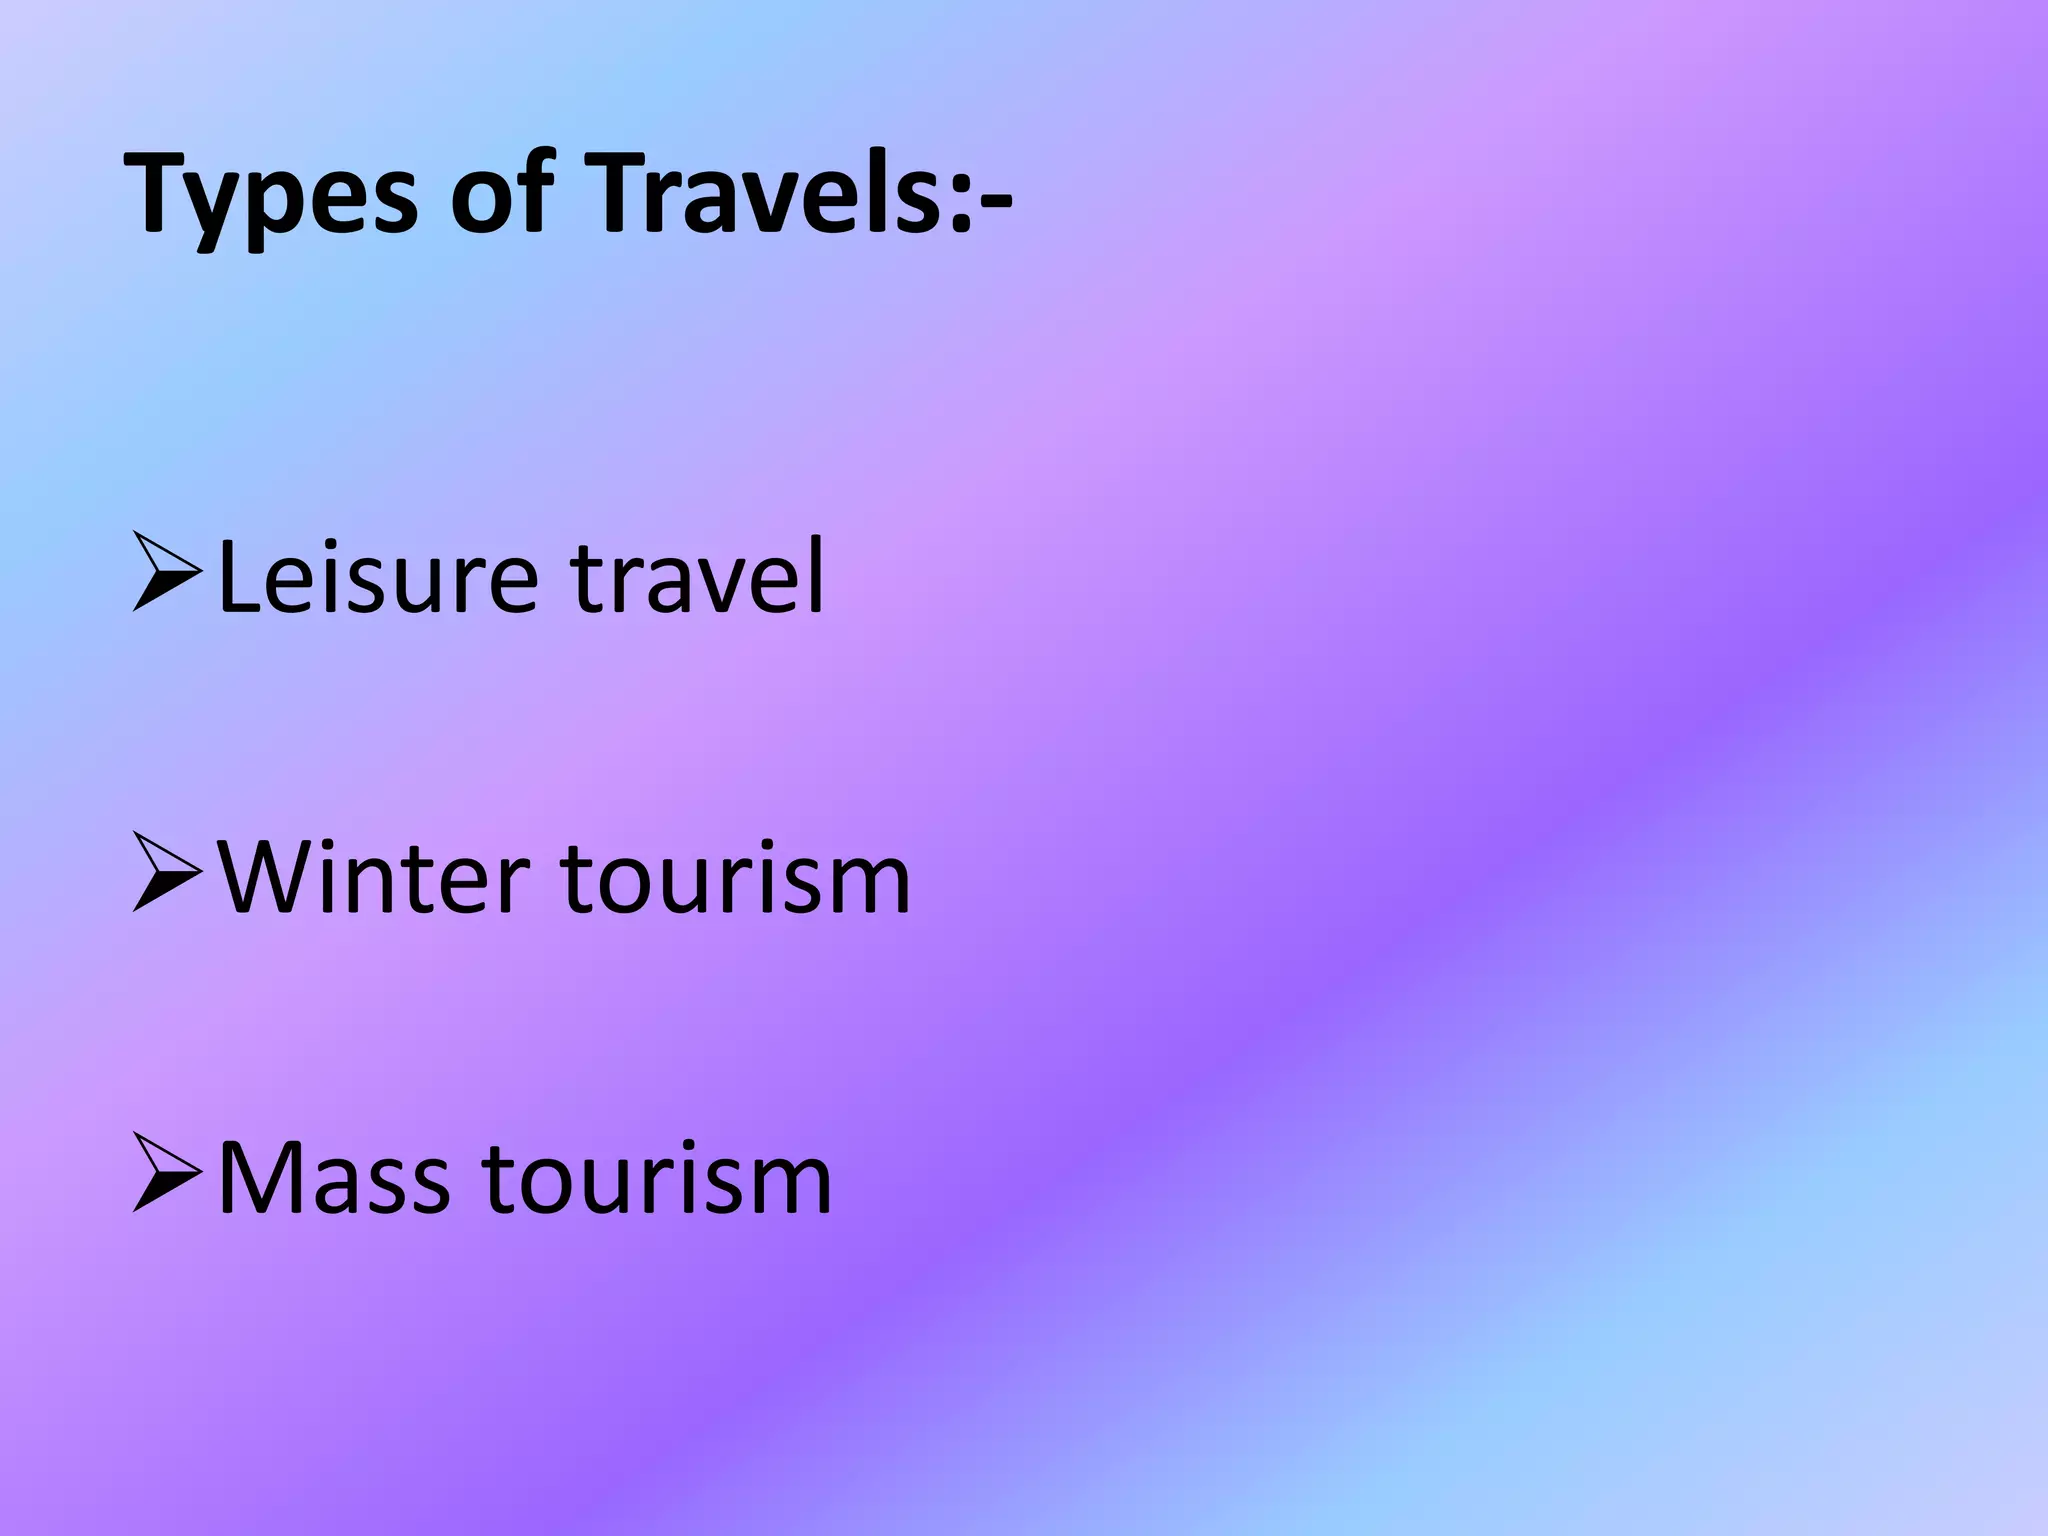 Types of Travels:-
➢Leisure travel
➢Winter tourism
➢Mass tourism